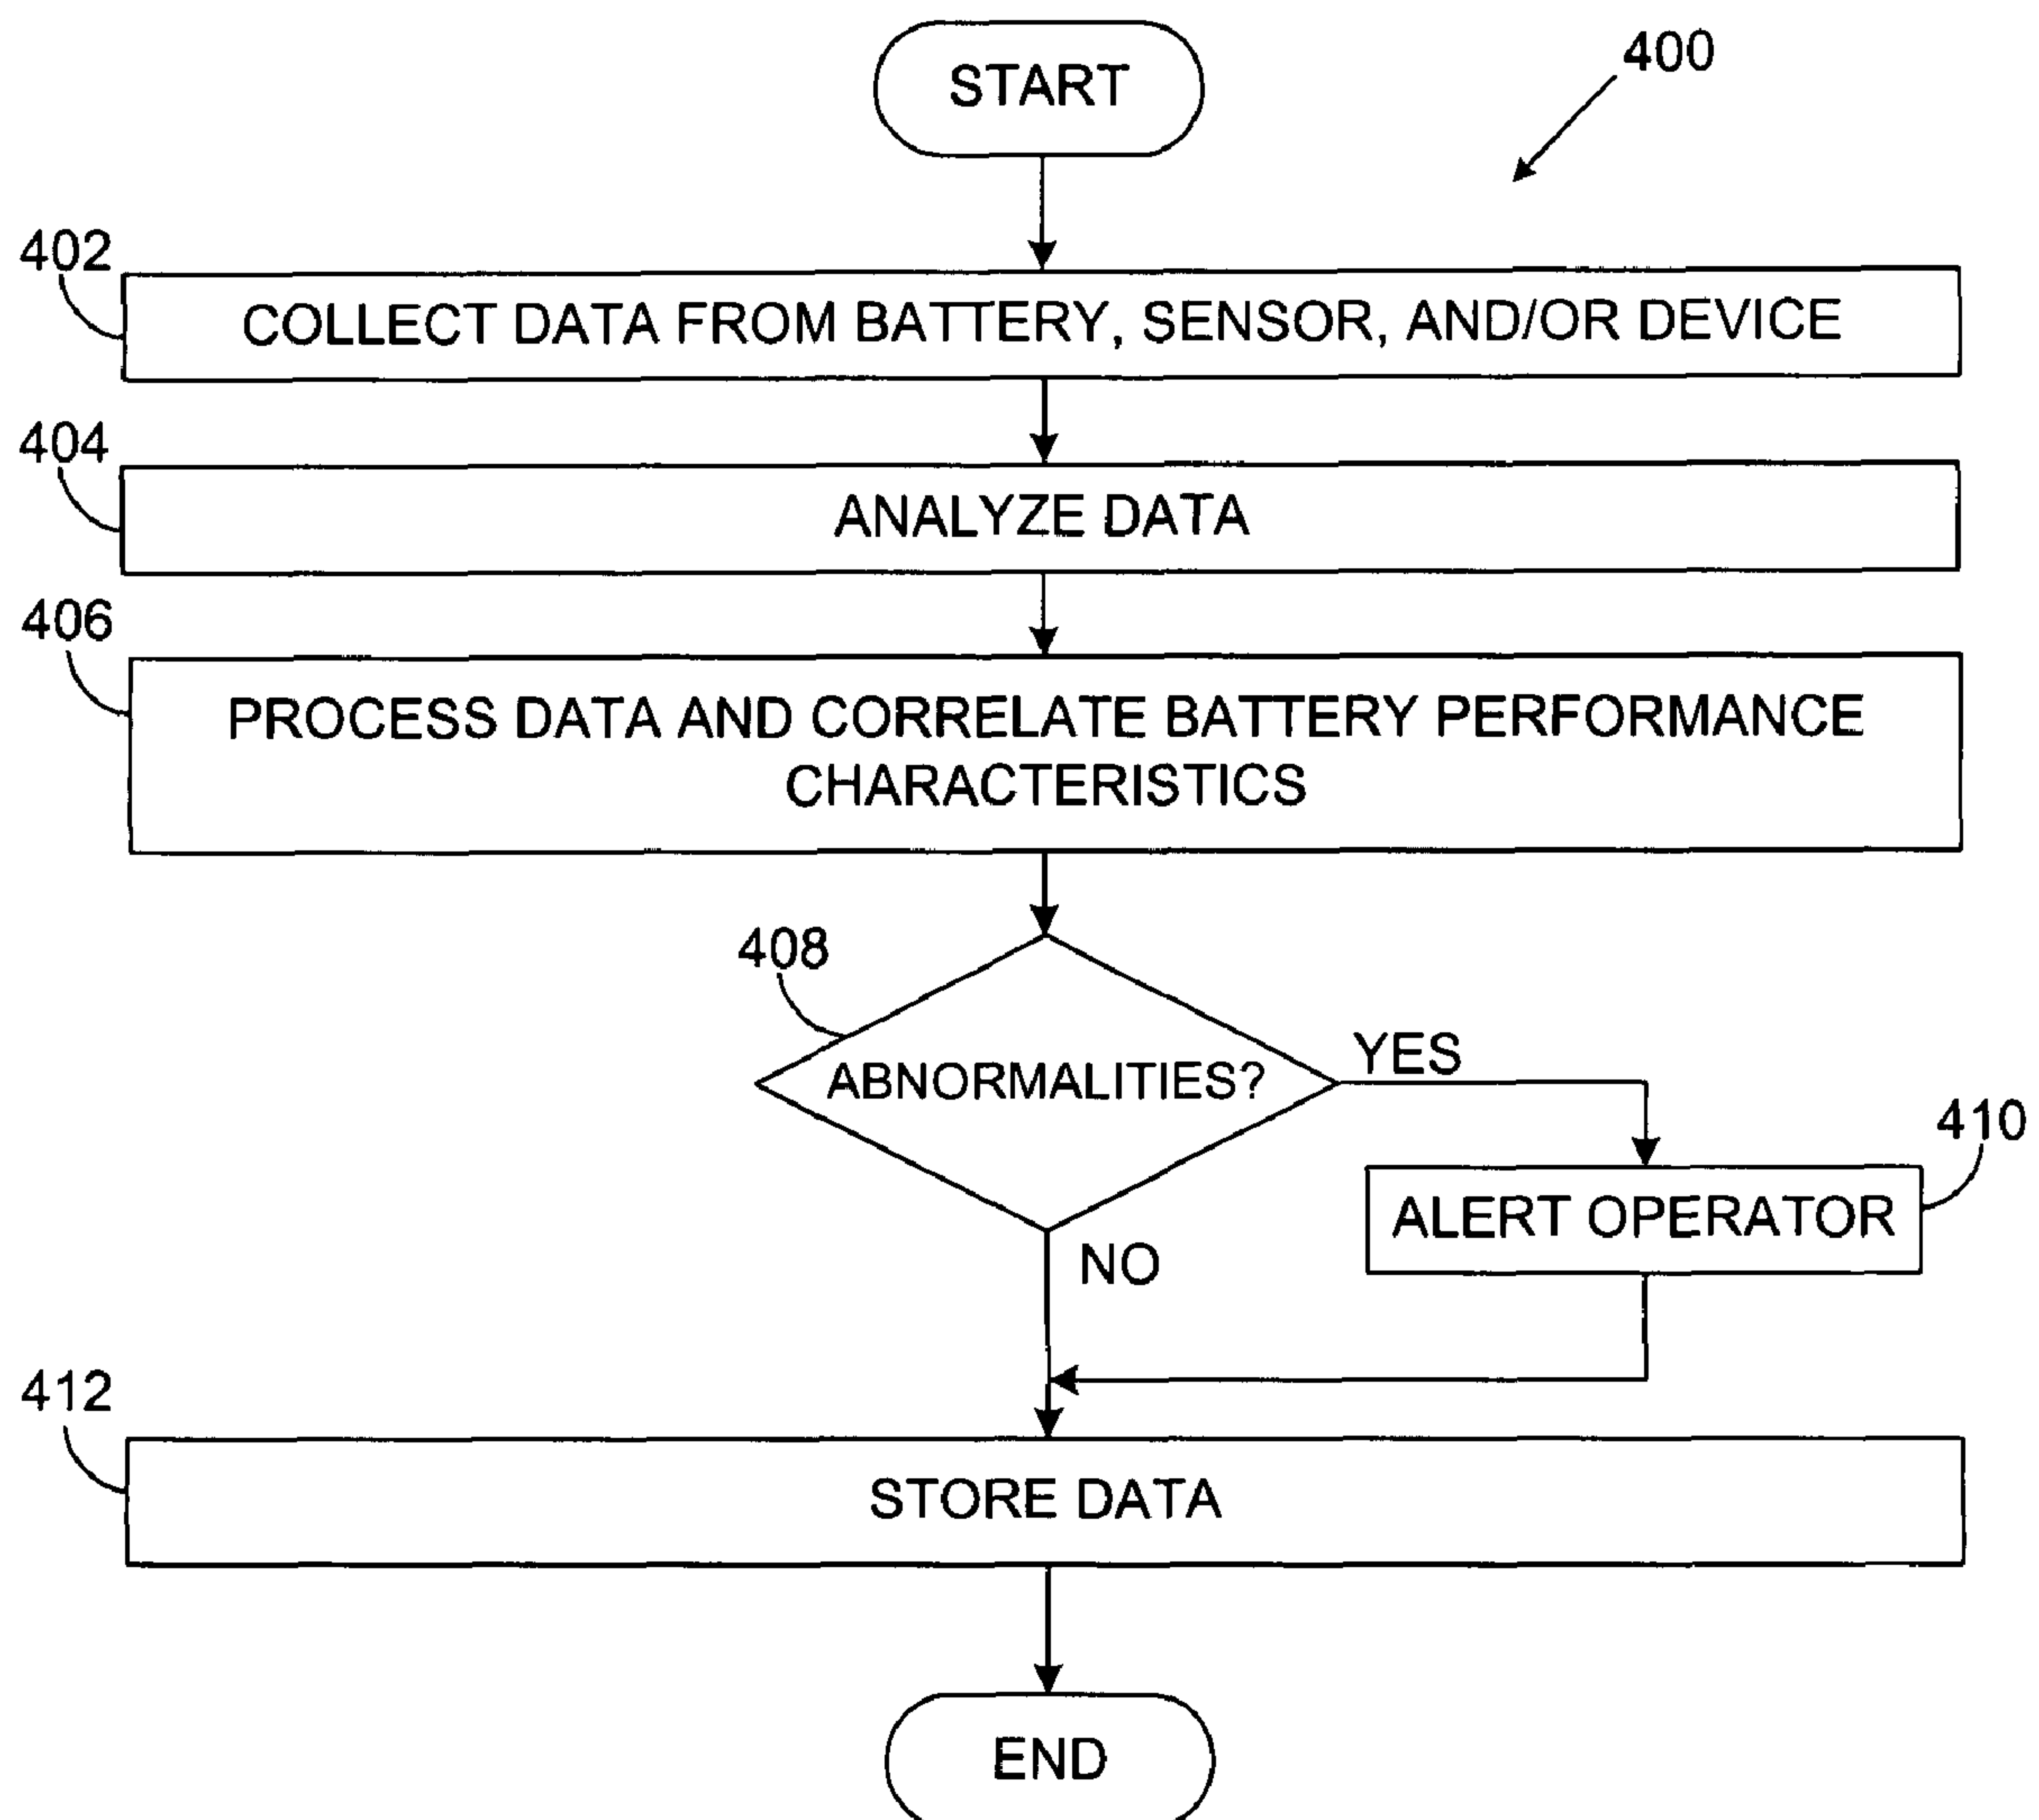 START
400
402
COLLECT DATA FROM BATTERY, SENSOR, AND/OR DEVICE
404
ANALYZE DATA
406
PROCESS DATA AND CORRELATE BATTERY PERFORMANCE
CHARACTERISTICS
408
ABNORMALITIES?
YES
410
ALERT OPERATOR
NO
412
STORE DATA
END